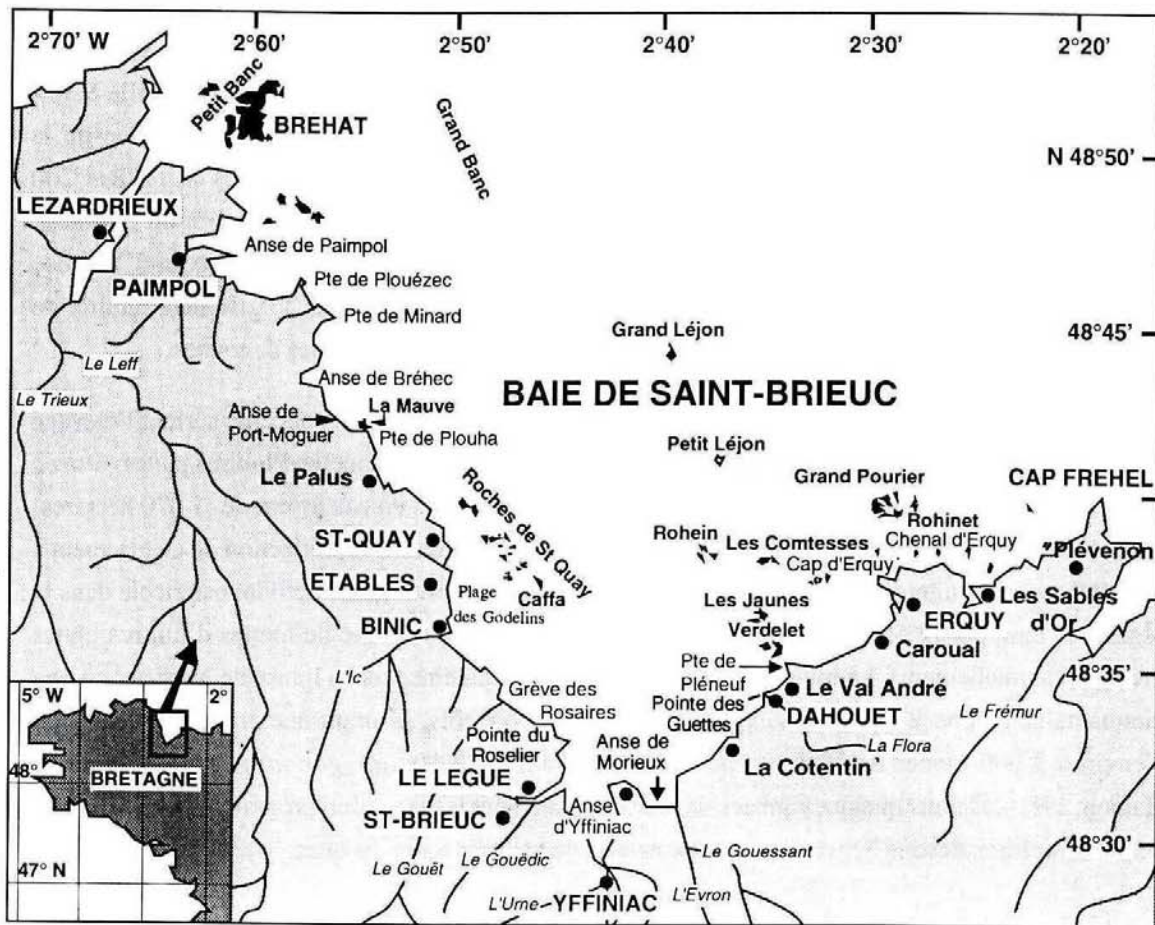 2°70' W
2°60'
2°50'
2°40'
2°30'
2°20'
Petit Banc
BREHAT
Grand Banc
N 48°50'
LEZARDRIEUX
Anse de Paimpol
PAIMPOL
Pte de Plouézec
Pte de Minard
Grand Léjon
48°45'
Le Leff
Le Trieux
Anse de Bréhec
BAIE DE SAINT-BRIEUC
La Mauve
Anse de
Port-Moguer
Pte de Plouha
Petit Léjon
Le Palus
Grand Pourier
CAP FREHEL
Roches de St Quay
ST-QUAY
Rohein
Les Comtesses
Rohinet
Chenal d'Erquy
Cap d'Erquy
Plévenon
ETABLES
Plage
des Godelins
Caffa
Les Jaunes
ERQUY
Les Sables
d'Or
BINIC
Verdelet
Caroual
L'Ic
Pte de
Pléneuf
48°35'
Le Val André
5° W
2°
Grève des
Rosaires
Pointe des
Guettes
DAHOUET
Le Frémur
Pointe du
Roselier
Anse de
Morieux
La Flora
48°
BRETAGNE
LE LEGUE
La Cotentin
ST-BRIEUC
Anse
d'Yffiniac
48°30'
Le Gouët
Le Gouëdic
Le Gouessant
47° N
L'Urne
YFFINIAC
L'Evron